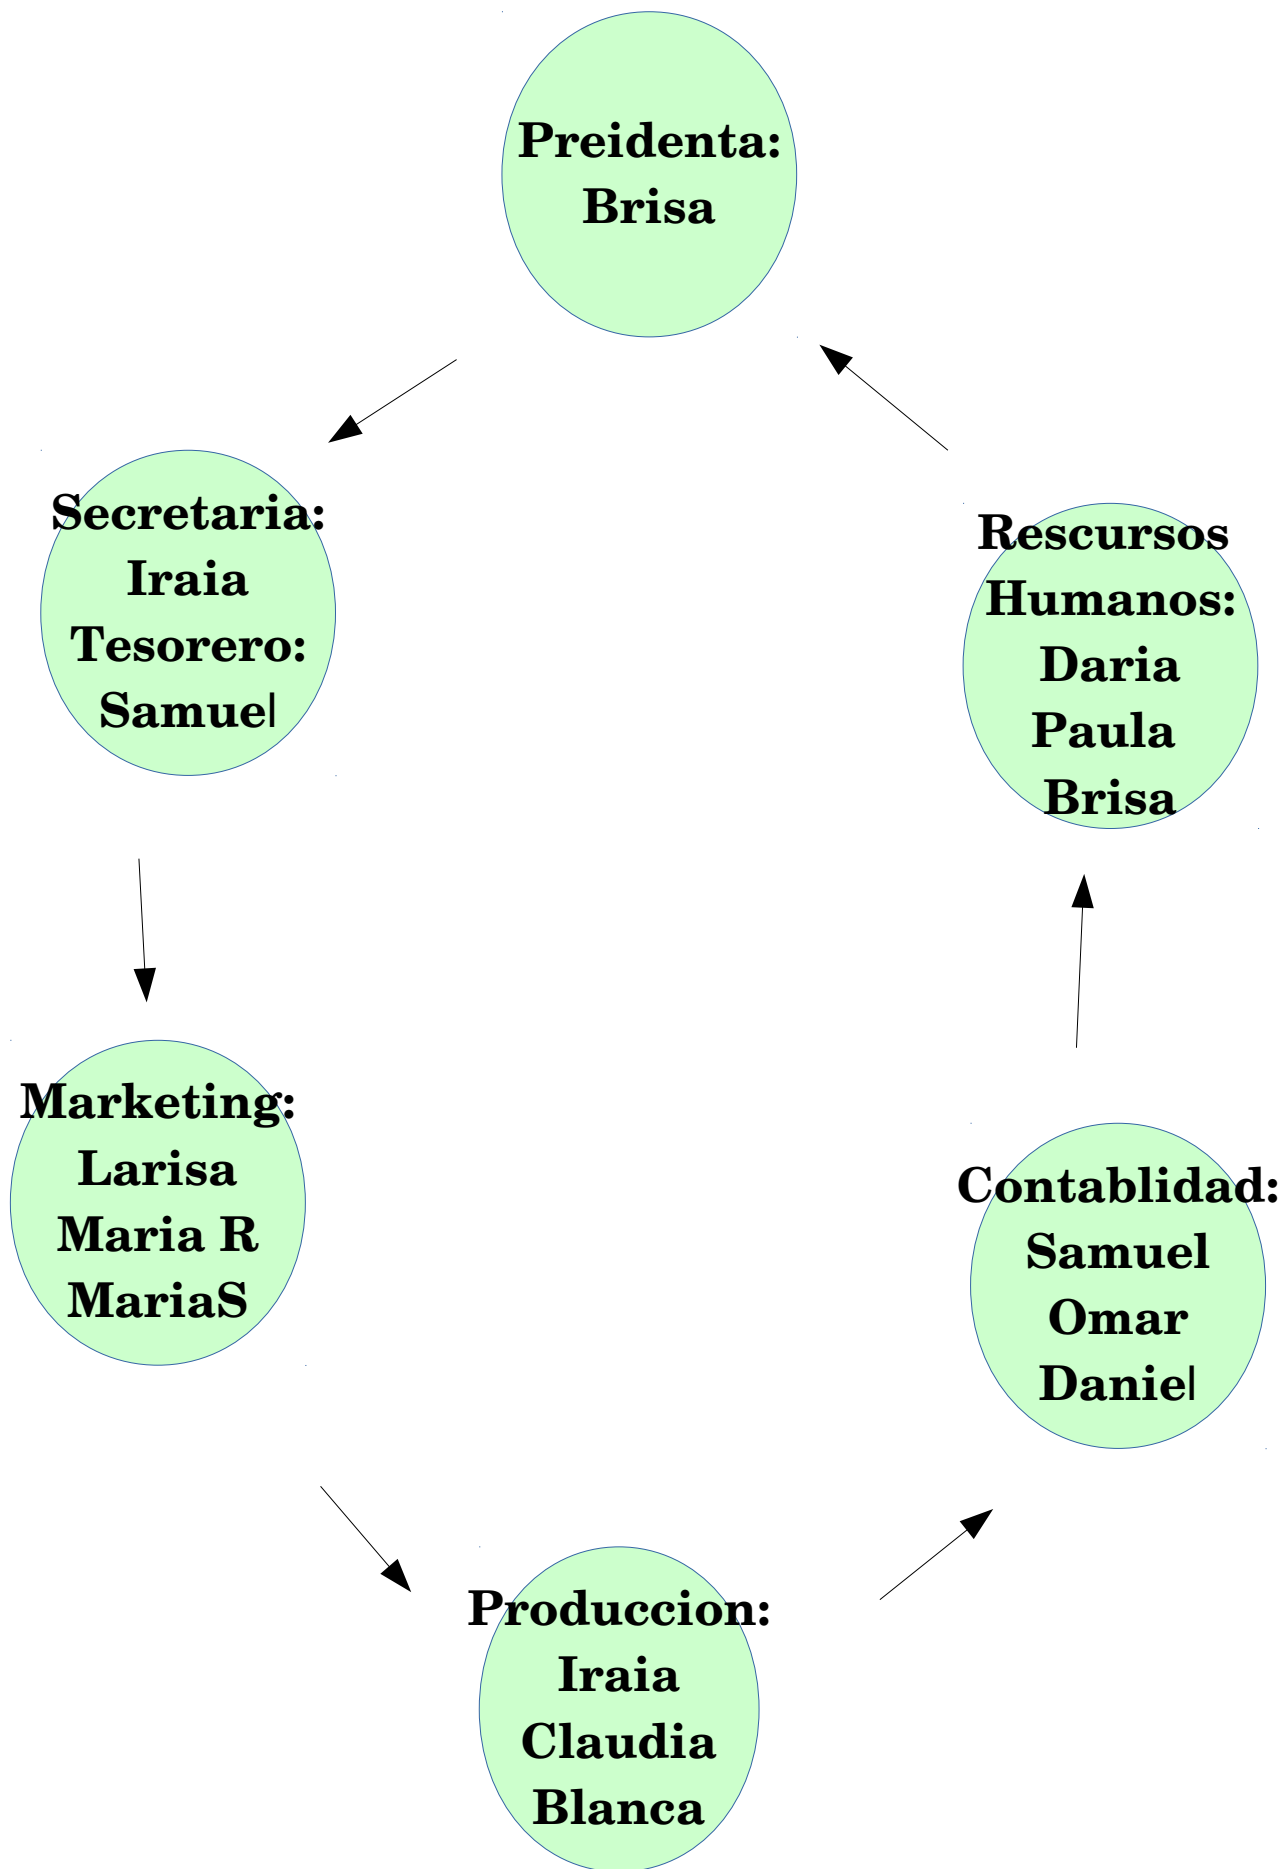 Preidenta:
Brisa
Secretaria:
Iraia
Tesorero:
Samuel
Marketing:
Larisa
Maria R
MariaS
Produccion:
Iraia
Claudia
Blanca
Contablidad:
Samuel
Omar
Daniel
Rescursos
Humanos:
Daria
Paula
Brisa